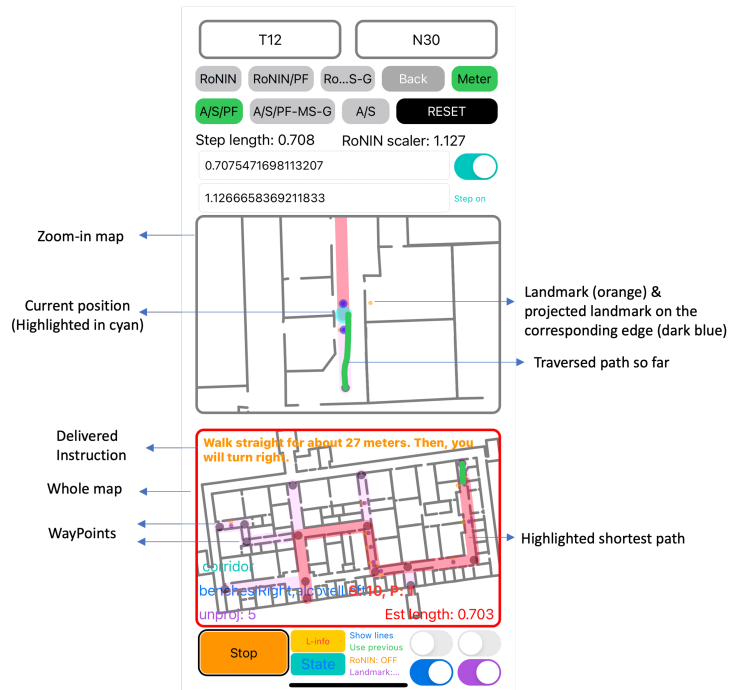 T12
N30
RoNIN
RoNIN/PF
Ro...S-G
Back
Meter
A/S/PF
A/S/PF-MS-G
A/S
RESET
Step length: 0.708
RoNIN scaler: 1.127
0.7075471698113207
1.1266658369211833
Step on
Zoom-in map
Current position
(Highlighted in cyan)
Landmark (orange) &
projected landmark on the
corresponding edge (dark blue)
Traversed path so far
Delivered
Instruction
Walk straight for about 27 meters. Then, you
will turn right.
Whole map
WayPoints
Highlighted shortest path
corridor
unproj: 5
Est length: 0.703
Stop
L-info
State
Show lines
Use previous
RoNIN: OFF
Landmark:...